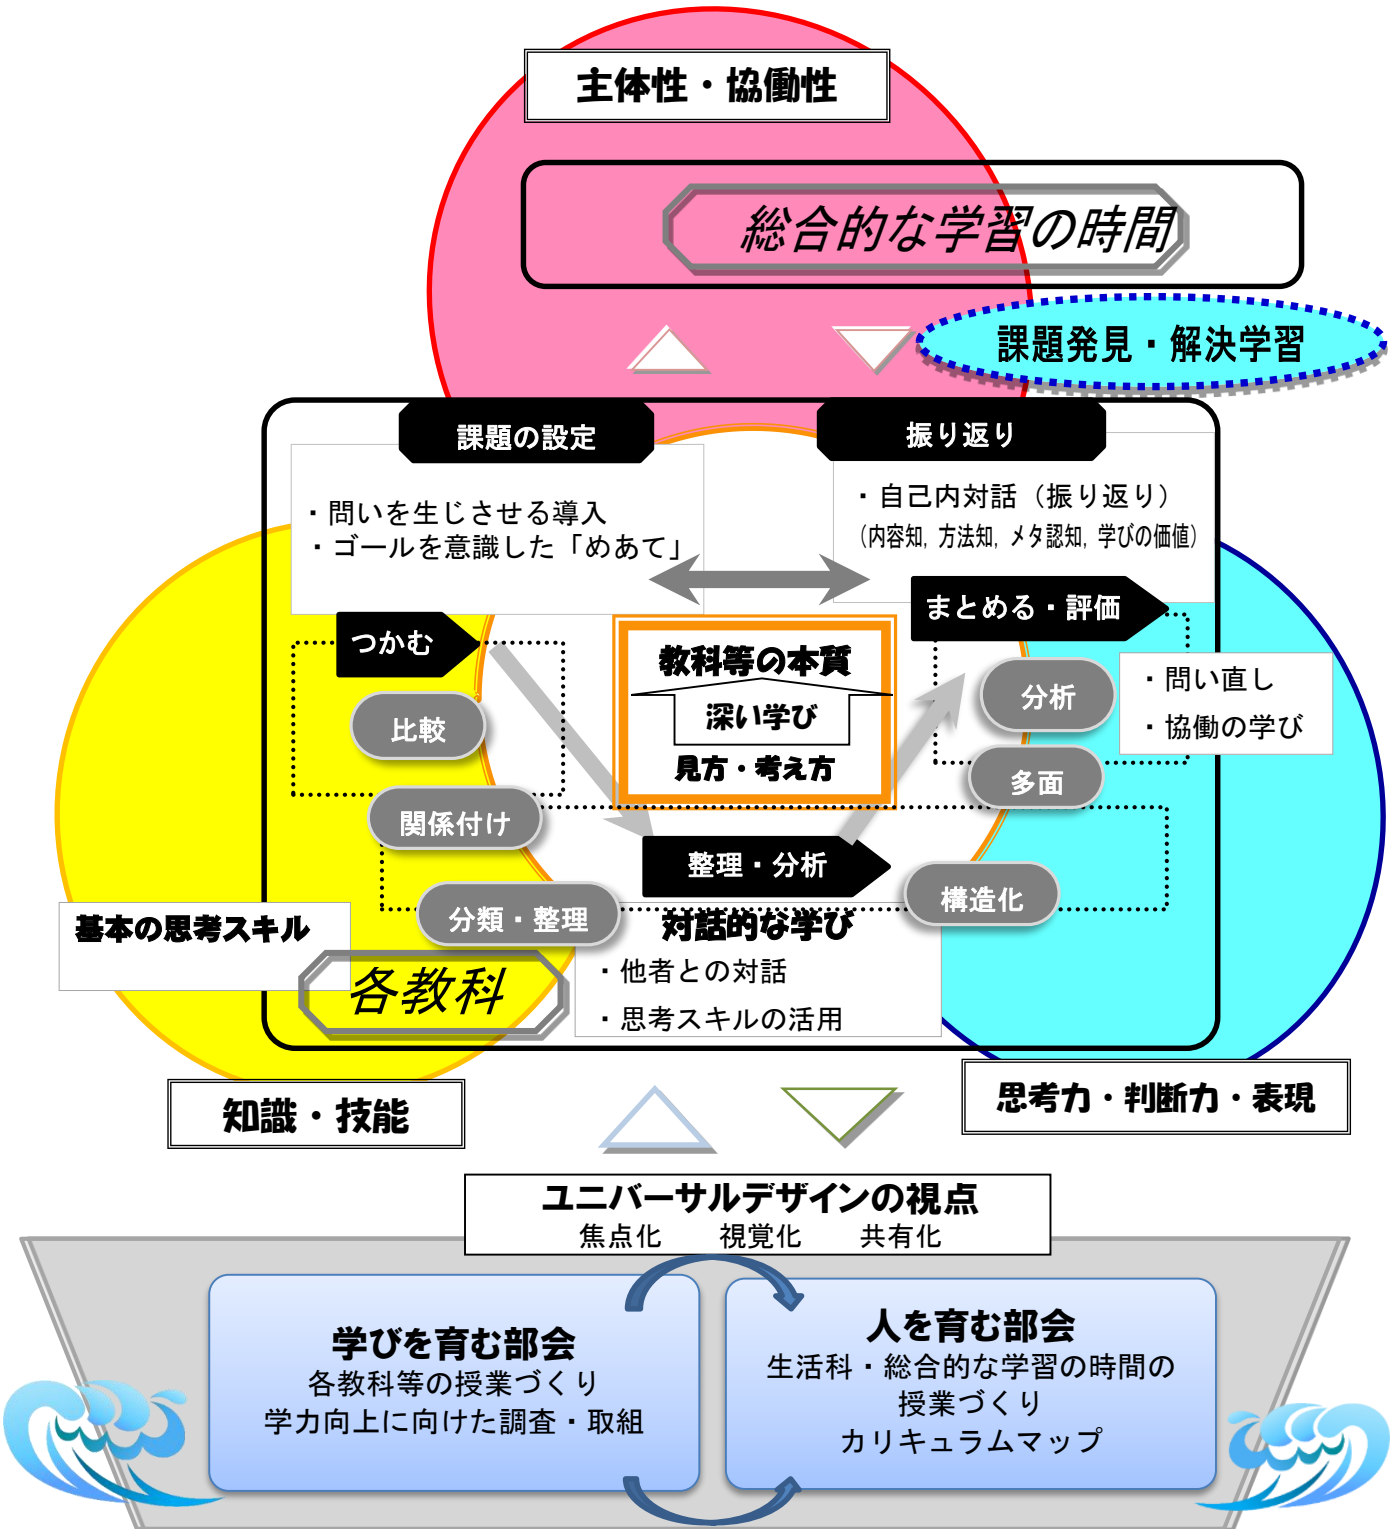 主体性・協働性
総合的な学習の時間
課題発見・解決学習
課題の設定
・問いを生じさせる導入
・ゴールを意識した「めあて」
振り返り
・自己内対話（振り返り）
（内容知，方法知，メタ認知，学びの価値）
つかむ
まとめる・評価
比較
関係付け
分類・整理
教科等の本質
深い学び
見方・考え方
分析
多面
・問い直し
・協働の学び
整理・分析
構造化
対話的な学び
・他者との対話
・思考スキルの活用
基本の思考スキル
各教科
知識・技能
思考力・判断力・表現
ユニバーサルデザインの視点
焦点化　　視覚化　　共有化
学びを育む部会
各教科等の授業づくり
学力向上に向けた調査・取組
人を育む部会
生活科・総合的な学習の時間の
授業づくり
カリキュラムマップ